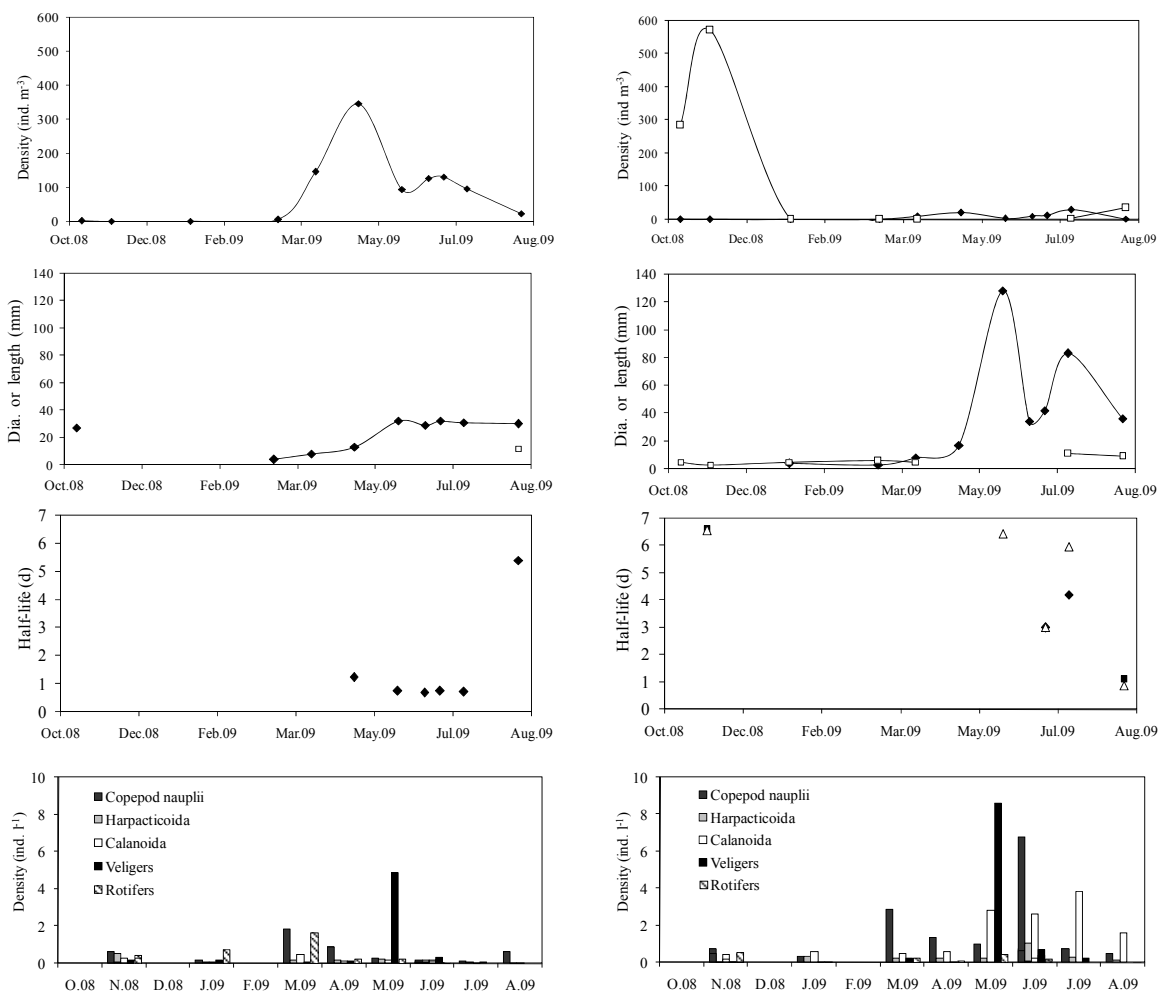 600
500
400
300
200
100
0
Density (ind. m-3)
Oct.08 Dec.08 Feb.09 Mar.09 May.09 Jul.09 Aug.09
600
500
400
300
200
100
0
Density (ind m-3)
Oct.08 Dec.08 Feb.09 Mar.09 May.09 Jul.09 Aug.09
140
120
100
80
60
40
20
0
Dia. or length (mm)
Oct.08 Dec.08 Feb.09 Mar.09 May.09 Jul.09 Aug.09
140
120
100
80
60
40
20
0
Dia. or length (mm)
Oct.08 Dec.08 Feb.09 Mar.09 May.09 Jul.09 Aug.09
7
6
5
4
3
2
1
0
Half-life (d)
Oct.08 Dec.08 Feb.09 Mar.09 May.09 Jul.09 Aug.09
7
6
5
4
3
2
1
0
Half-life (d)
Oct.08 Dec.08 Feb.09 Mar.09 May.09 Jul.09 Aug.09
10
8
6
4
2
0
Density (ind. l-1)
Copepod nauplii
Harpacticoida
Calanoida
Veligers
Rotifers
O.08 N.08 D.08 J.09 F.09 M.09 A.09 M.09 J.09 J.09 A.09
10
8
6
4
2
0
Density (ind. l-1)
Copepod nauplii
Harpacticoida
Calanoida
Veligers
Rotifers
O.08 N.08 D.08 J.09 F.09 M.09 A.09 M.09 J.09 J.09 A.09